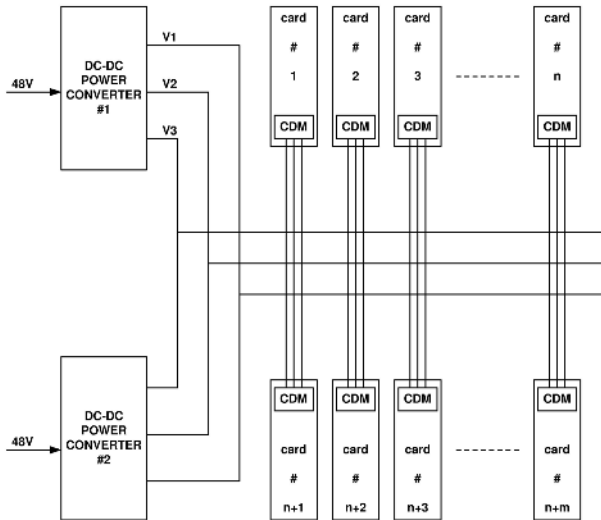 48V
DC-DC
POWER
CONVERTER
#1
V1
V2
V3
card
#
1
CDM
card
#
2
CDM
card
#
3
CDM
card
#
n
CDM
48V
DC-DC
POWER
CONVERTER
#2
CDM
card
#
n+1
CDM
card
#
n+2
CDM
card
#
n+3
CDM
card
#
n+m